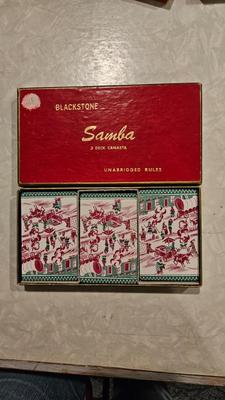 BLACKSTONE
Samba
3 DECK CANASTA
UNABRIDGED RULES